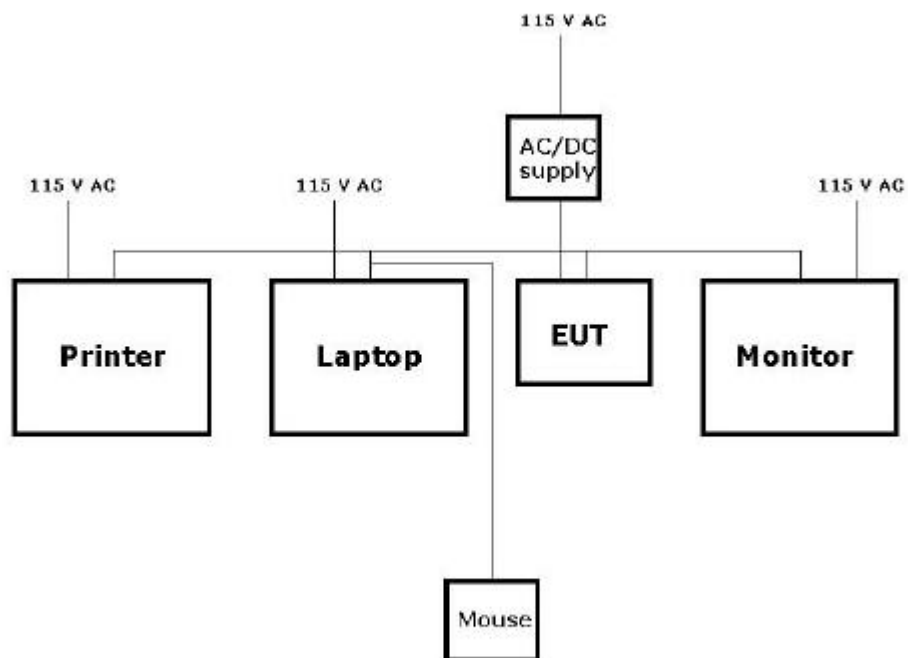 115 V AC
AC/DC
supply
115 V AC
115 V AC
115 V AC
Printer
Laptop
EUT
Monitor
Mouse